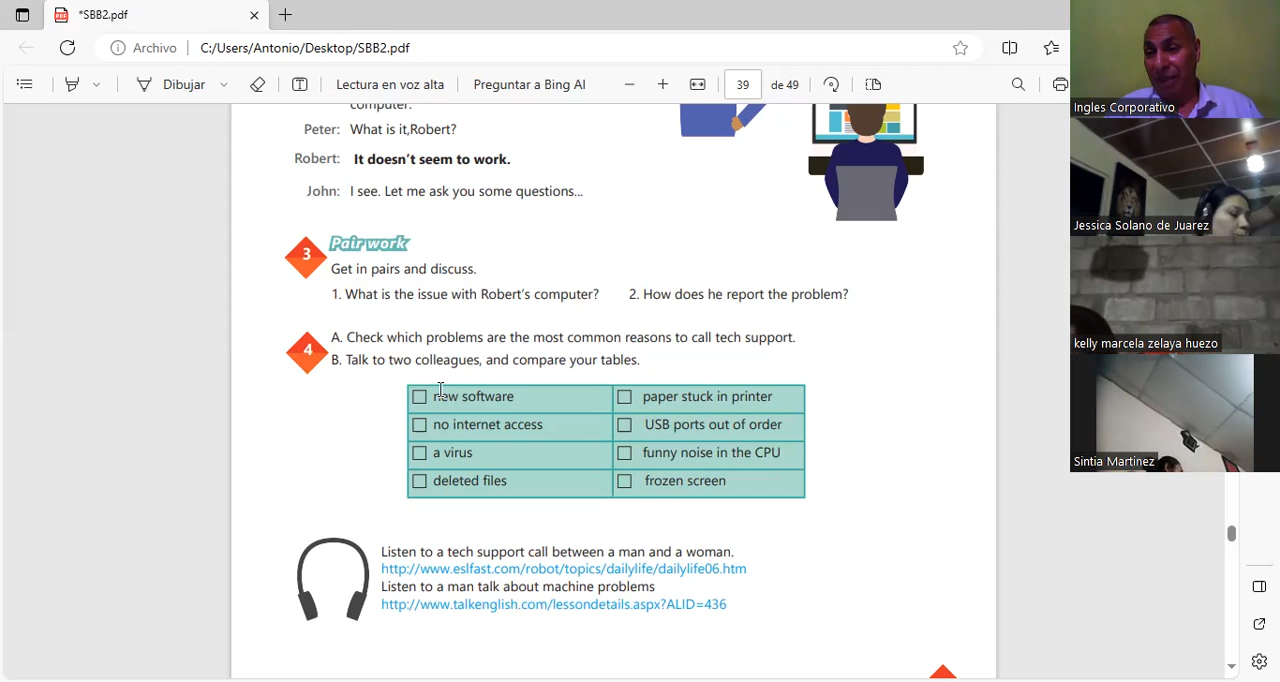 *SBB2.pdf
Archivo C:/Users/Antonio/Desktop/SBB2.pdf
Dibujar Lectura en voz alta Preguntar a Bing AI 39 de 49
computer.
Peter: What is it,Robert?
Robert: It doesn't seem to work.
John: I see. Let me ask you some questions...
3 Pair work
Get in pairs and discuss.
1. What is the issue with Robert's computer? 2. How does he report the problem?
4 A. Check which problems are the most common reasons to call tech support.
B. Talk to two colleagues, and compare your tables.
new software paper stuck in printer
no internet access USB ports out of order
a virus funny noise in the CPU
deleted files frozen screen
Listen to a tech support call between a man and a woman.
http://www.eslfast.com/robot/topics/dailylife/dailylife06.htm
Listen to a man talk about machine problems
http://www.talkenglish.com/lessondetails.aspx?ALID=436
Ingles Corporativo
Jessica Solano de Juarez
kelly marcela zelaya huezo
Sintia Martinez